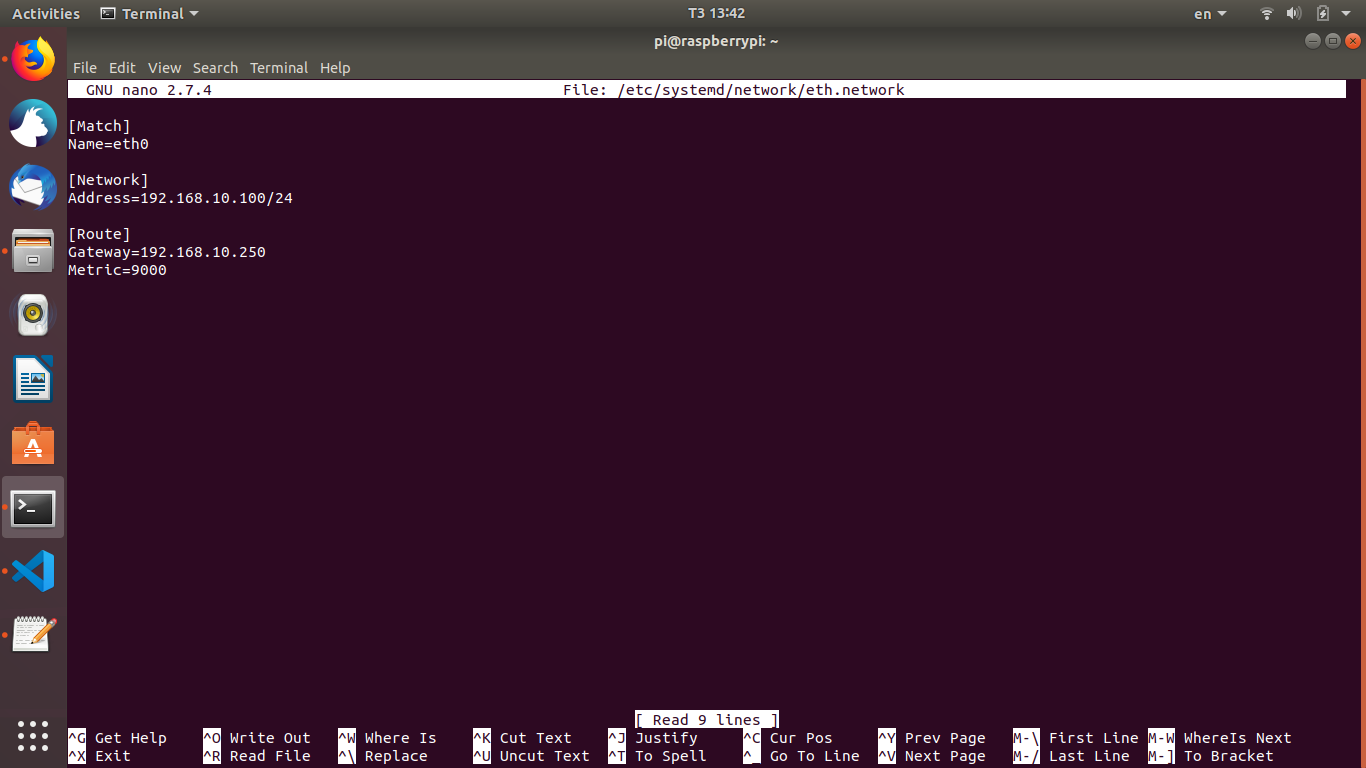 Activities Terminal T3 13:42 en
pi@raspberrypi: ~
File Edit View Search Terminal Help
GNU nano 2.7.4 File: /etc/systemd/network/eth.network
[Match]
Name=eth0
[Network]
Address=192.168.10.100/24
[Route]
Gateway=192.168.10.250
Metric=9000
[ Read 9 lines ]
^G Get Help ^O Write Out ^W Where Is ^K Cut Text ^J Justify ^C Cur Pos ^Y Prev Page M-\ First Line M-W WhereIs Next
^X Exit ^R Read File ^\ Replace ^U Uncut Text ^T To Spell ^_ Go To Line ^V Next Page M-/ Last Line M-] To Bracket